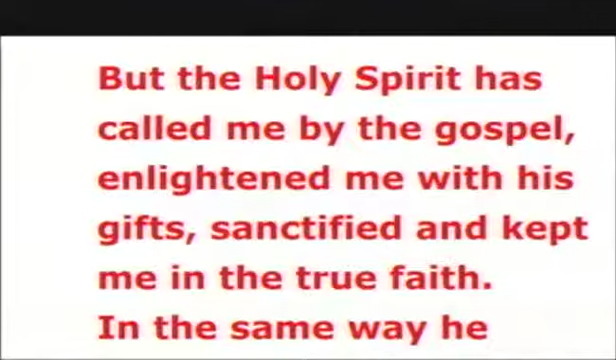 But the Holy Spirit has
called me by the gospel,
enlightened me with his
gifts, sanctified and kept
me in the true faith.
In the same way he